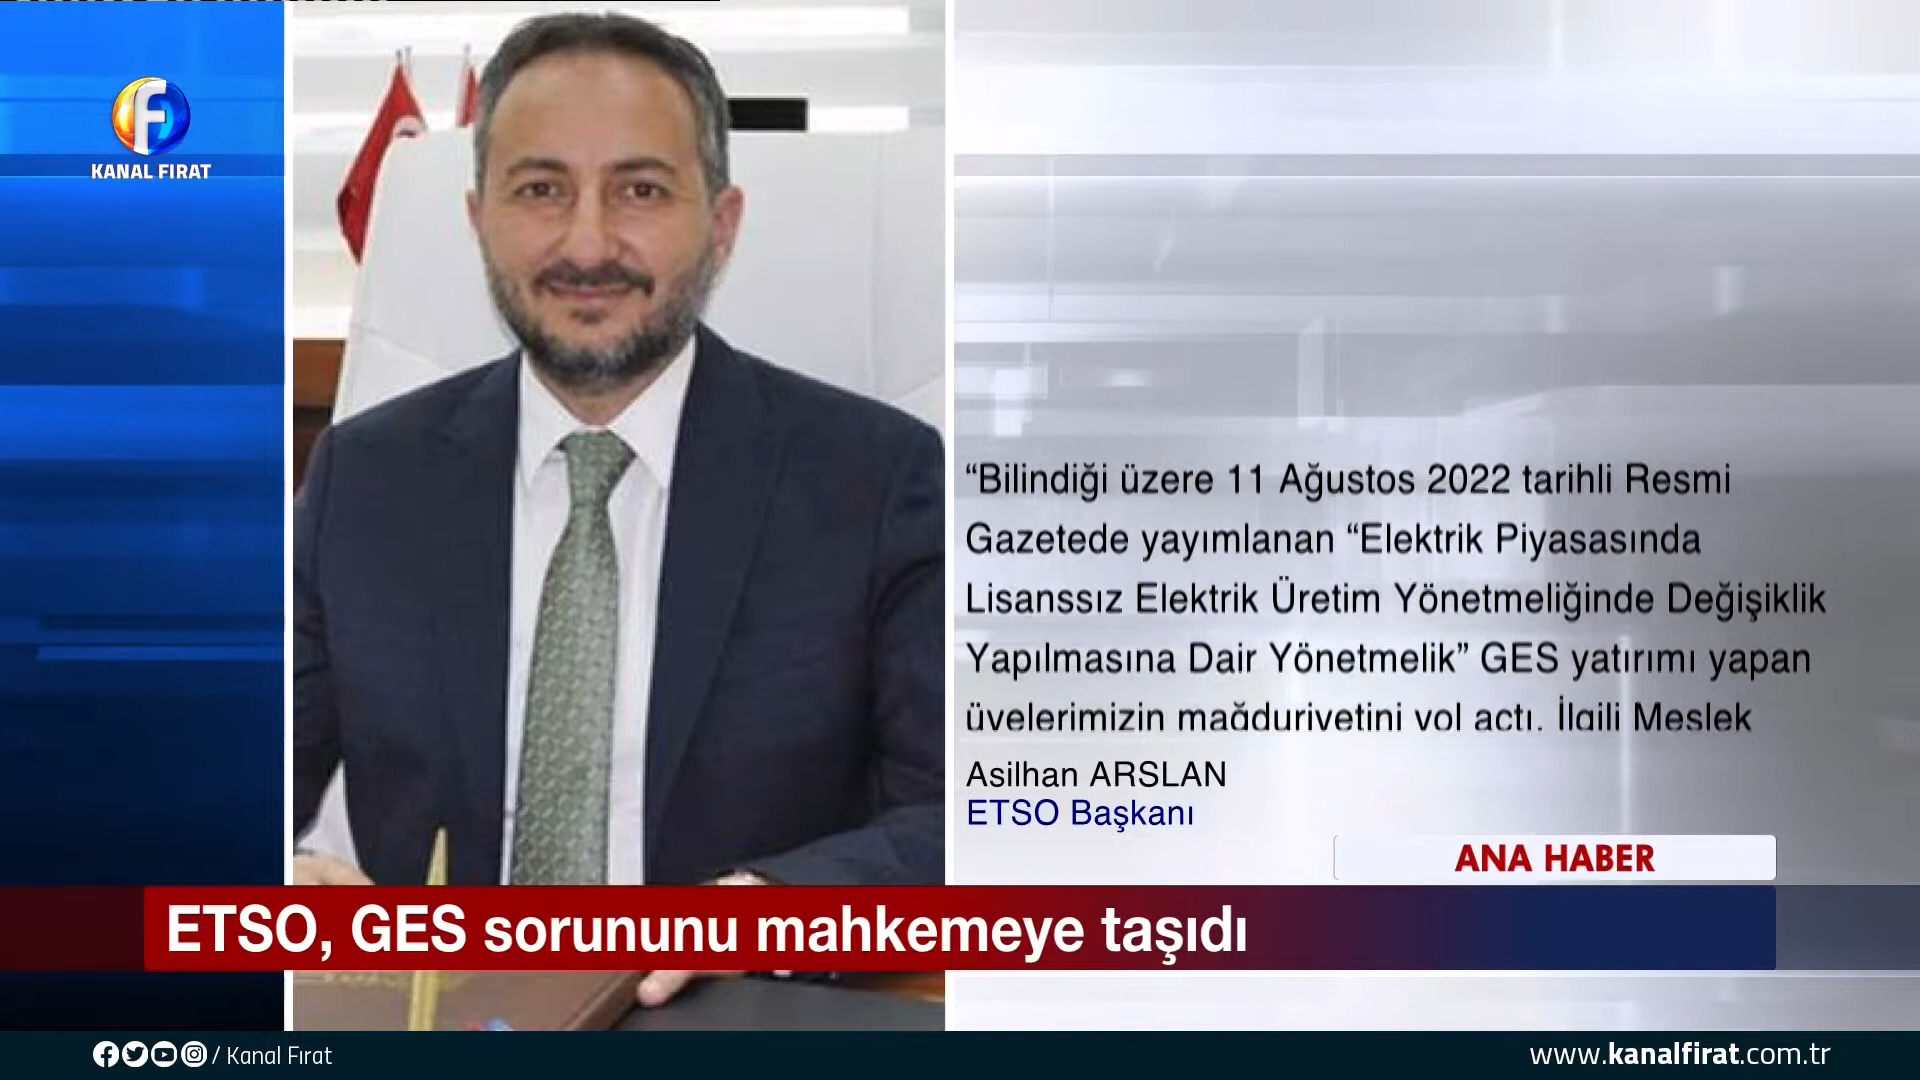 KANAL FIRAT
“Bilindiği üzere 11 Ağustos 2022 tarihli Resmi
Gazetede yayımlanan “Elektrik Piyasasında
Lisanssız Elektrik Üretim Yönetmeliğinde Değişiklik
Yapılmasına Dair Yönetmelik” GES yatırımı yapan
üyelerimizin mağduriyetini yol açtı. İlgili Meslek
Asilhan ARSLAN
ETSO Başkanı
ANA HABER
ETSO, GES sorununu mahkemeye taşıdı
/ Kanal Fırat
www.kanalfirat.com.tr